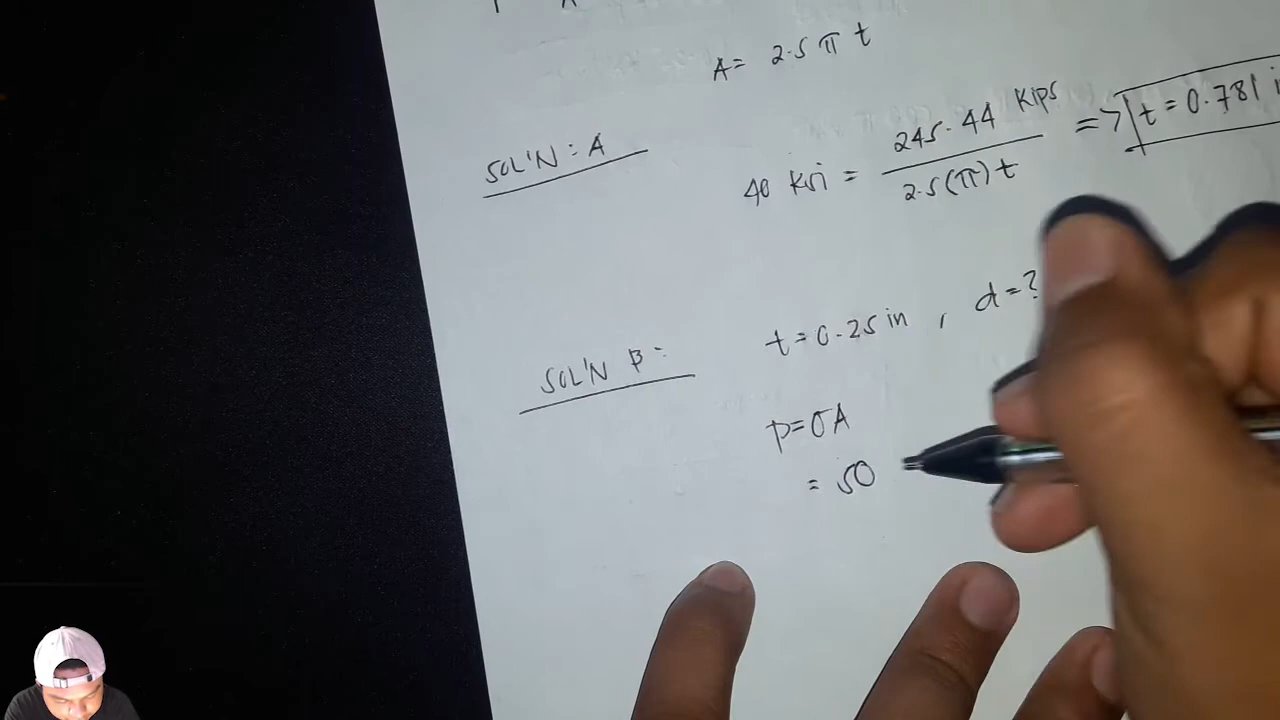 A= 2.5 π t
SOL'N : A
40 ksi = 245.44 Kips / 2.5(π) t => t = 0.781 i
SOL'N B :
t = 0.25 in , d = ?
P = σA
= 50